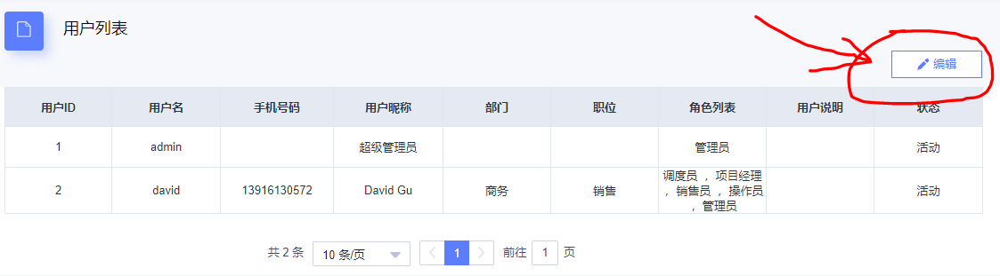 用户列表
编辑
用户ID 用户名 手机号码 用户昵称 部门 职位 角色列表 用户说明 状态
1 admin 超级管理员 管理员 活动
2 david 13916130572 David Gu 商务 销售 调度员 ， 项目经理
， 销售员 ， 操作员
， 管理员 活动
共 2 条 10 条/页 1 前往 1 页